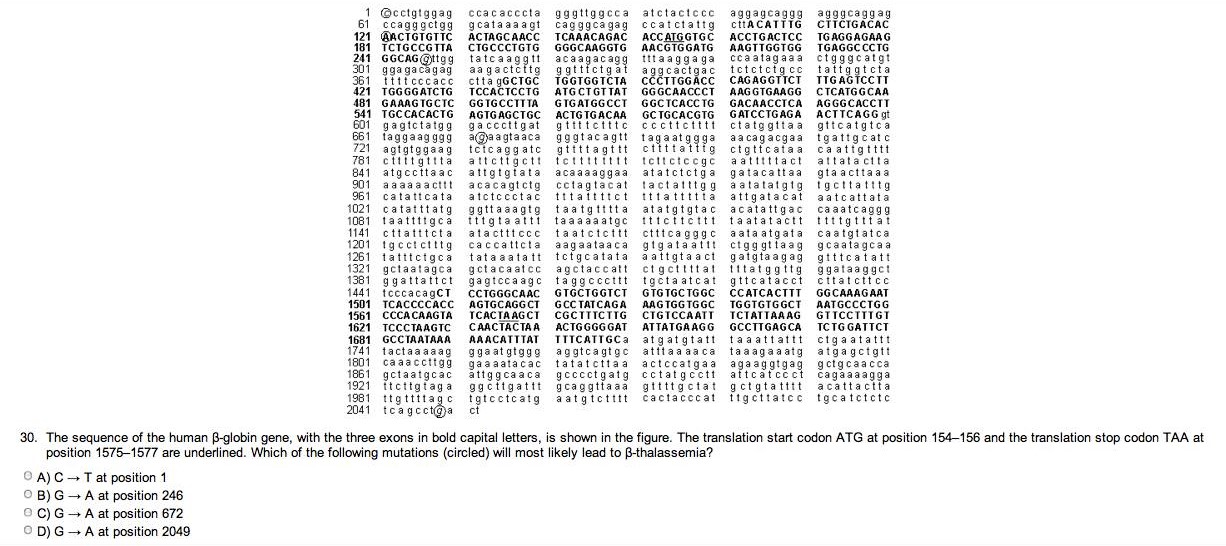 1 ccctgtggag ccacacccta gggttggcca atctactccc aggagcaggg agggcaggag
61 ccagggctgg gcataaaagt cagggcagag ccatctattg cttACATTTG CTTCTGACAC
121 AACTGTGTTC ACTAGCAACC TCAAACAGAC ACCATGGTGC ACCTGACTCC TGAGGAGAAG
181 TCTGCCGTTA CTGCCCTGTG GGGCAAGGTG AACGTGGATG AAGTTGGTGG TGAGGCCCTG
241 GGCAGgttgg tatcaaggtt acaagacagg tttaaggaga ccaatagaaa ctgggcatgt
301 ggagacagag aagactcttg ggtttctgat aggcactgac tctctctgcc tattggtcta
361 ttttcccacc cttagGCTGC TGGTGGTCTA CCCTTGGACC CAGAGGTTCT TTGAGTCCTT
421 TGGGGATCTG TCCACTCCTG ATGCTGTTAT GGGCAACCCT AAGGTGAAGG CTCATGGCAA
481 GAAAGTGCTC GGTGCCTTTA GTGATGGCCT GGCTCACCTG GACAACCTCA AGGGCACCTT
541 TGCCACACTG AGTGAGCTGC ACTGTGACAA GCTGCACGTG GATCCTGAGA ACTTCAGGgt
601 gagtctatgg gacccttgat gttttctttc cccttctttt ctatggttaa gttcatgtca
661 taggaagggg agaagtaaca gggtacagtt tagaatggga aacagacgaa tgattgcatc
721 agtgtggaag tctcaggatc gttttagttt cttttatttg ctgttcataa caattgtttt
781 cttttgttta attcttgctt tctttttttt tcttctccgc aatttttact attatactta
841 atgccttaac attgtgtata acaaaaggaa atatctctga gatacattaa gtaacttaaa
901 aaaaaacttt acacagtctg cctagtacat tactatttgg aatatatgtg tgcttatttg
961 catattcata atctccctac tttattttct tttattttta attgatacat aatcattata
1021 catatttatg ggttaaagtg taatgtttta atatgtgtac acatattgac caaatcaggg
1081 taattttgca tttgtaattt taaaaaatgc tttcttcttt taatatactt ttttgtttat
1141 cttatttcta atactttccc taatctcttt ctttcagggc aataatgata caatgtatca
1201 tgcctctttg caccattcta aagaataaca gtgataattt ctgggttaag gcaatagcaa
1261 tatttctgca tataaatatt tctgcatata aattgtaact gatgtaagag gtttcatatt
1321 gctaatagca gctacaatcc agctaccatt ctgcttttat tttatggttg ggataaggct
1381 ggattattct gagtccaagc taggcccttt tgctaatcat gttcatacct cttatcttcc
1441 tcccacagCT CCTGGGCAAC GTGCTGGTCT GTGTGCTGGC CCATCACTTT GGCAAAGAAT
1501 TCACCCCACC AGTGCAGGCT GCCTATCAGA AAGTGGTGGC TGGTGTGGCT AATGCCCTGG
1561 CCCACAAGTA TCACTAAGCT CGCTTTCTTG CTGTCCAATT TCTATTAAAG GTTCCTTTGT
1621 TCCCTAAGTC CAACTACTAA ACTGGGGGAT ATTATGAAGG GCCTTGAGCA TCTGGATTCT
1681 GCCTAATAAA AAACATTTAT TTTCATTGCa atgatgtatt taaattattt ctgaatattt
1741 tactaaaaag ggaatgtggg aggtcagtgc atttaaaaca taaagaaatg atgagctgtt
1801 caaaccttgg gaaaatacac tatatcttaa actccatgaa agaaggtgag gctgcaacca
1861 gctaatgcac attggcaaca gcccctgatg cctatgcctt attcatccct cagaaaagga
1921 ttcttgtaga ggcttgattt gcaggttaaa gttttgctat gctgtatttt acattactta
1981 ttgttttagc tgtcctcatg aatgtctttt cactacccat ttgcttatcc tgcatctctc
2041 tcagcctgga ct
30. The sequence of the human β-globin gene, with the three exons in bold capital letters, is shown in the figure. The translation start codon ATG at position 154–156 and the translation stop codon TAA at
position 1575–1577 are underlined. Which of the following mutations (circled) will most likely lead to β-thalassemia?
A) C → T at position 1
B) G → A at position 246
C) G → A at position 672
D) G → A at position 2049